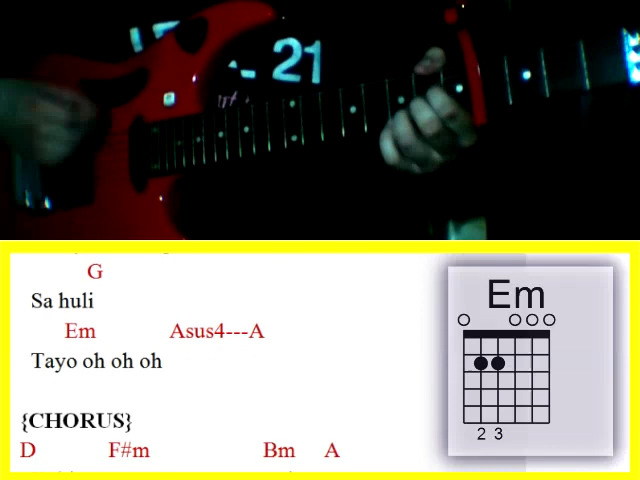 21
G
Sa huli
Em Asus4---A
Tayo oh oh oh
{CHORUS}
D F#m Bm A
Em
2 3